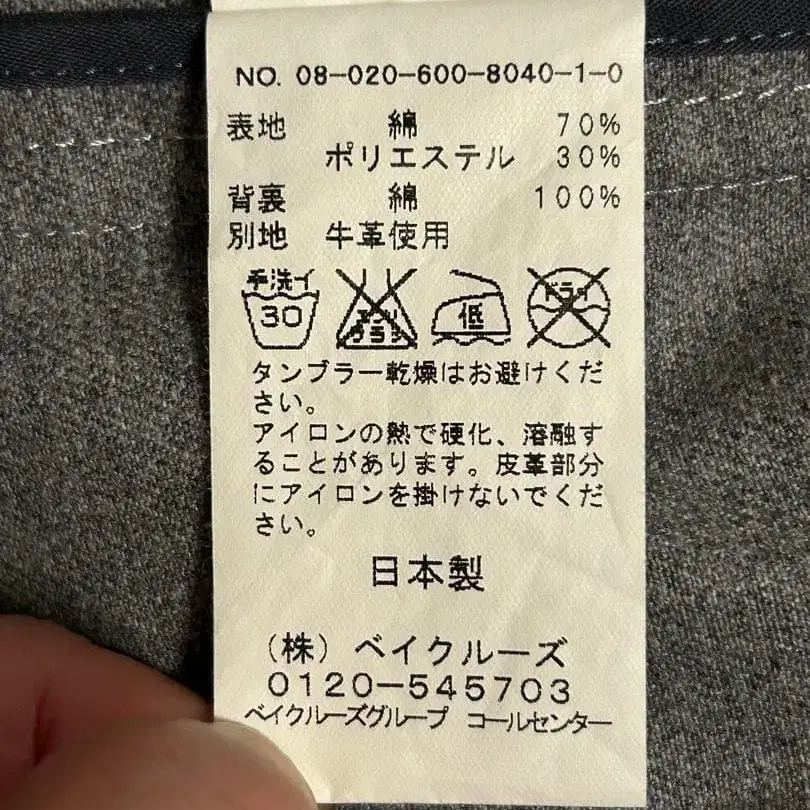 NO. 08-020-600-8040-1-0
表地 綿 70%
ポリエステル 30%
背裏 綿 100%
別地 牛革使用
手洗イ 30 エンソ サラシ 低 ドライ
タンブラー乾燥はお避けくだ
さい。
アイロンの熱で硬化、溶融す
ることがあります。皮革部分
にアイロンを掛けないでくだ
さい。
日本製
(株)ベイクルーズ
0120-545703
ベイクルーズグループ コールセンター